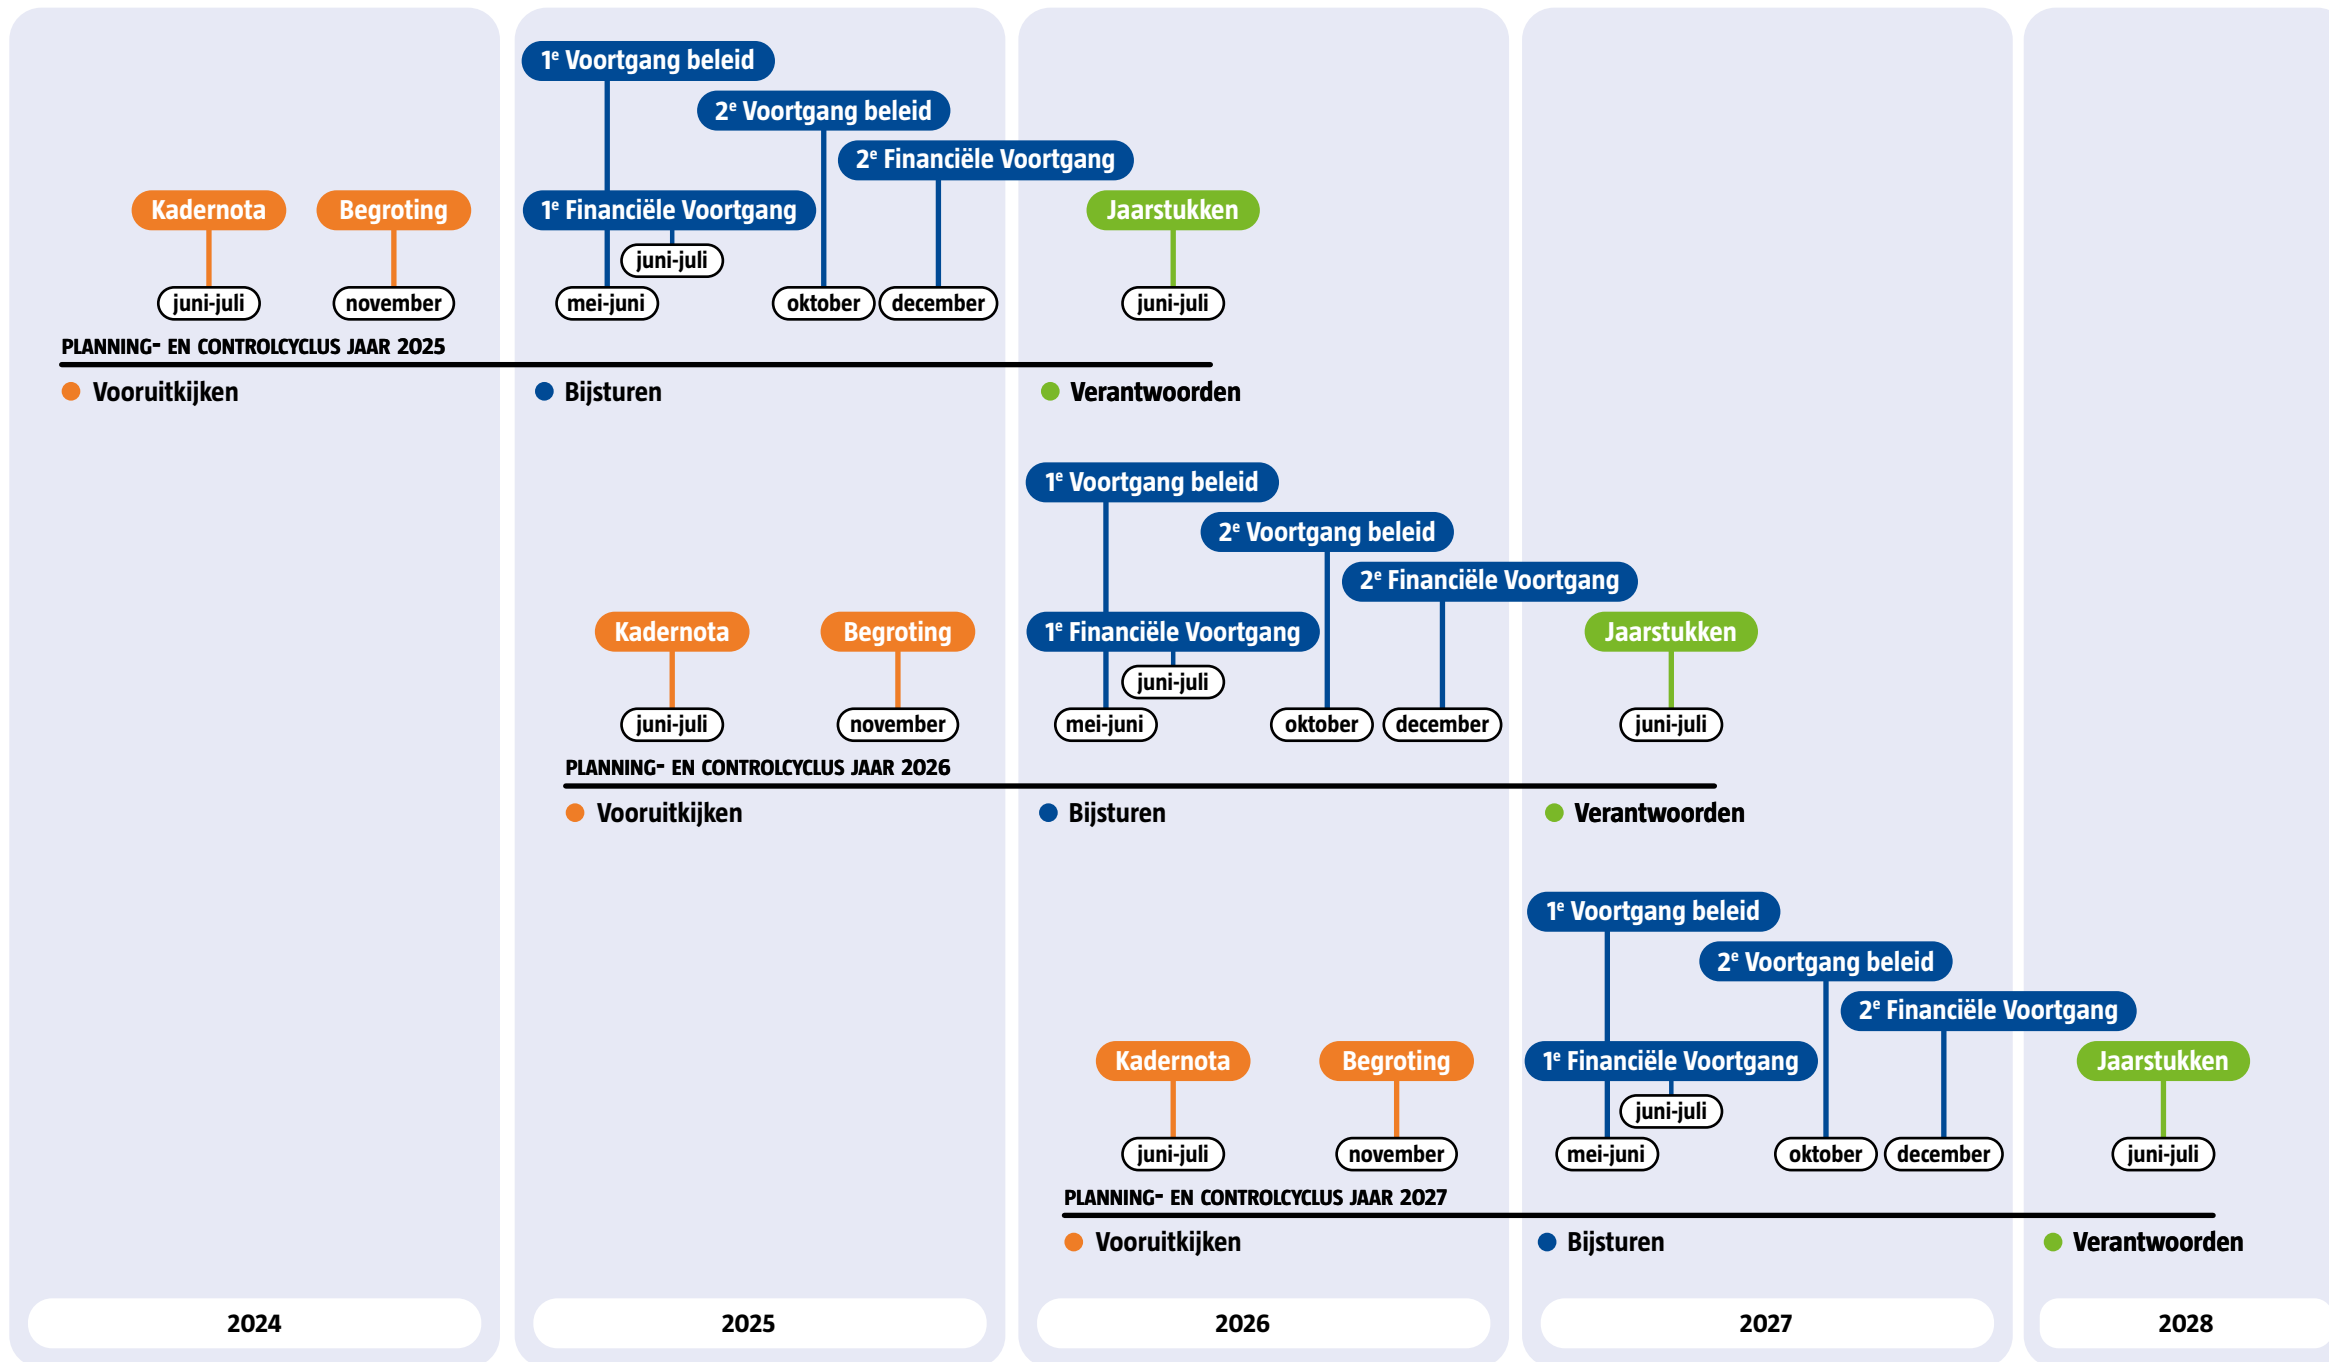 1e Voortgang beleid
2e Voortgang beleid
2e Financiële Voortgang
Kadernota
Begroting
1e Financiële Voortgang
Jaarstukken
juni-juli
juni-juli
november
mei-juni
oktober
december
juni-juli
PLANNING- EN CONTROLCYCLUS JAAR 2025
Vooruitkijken
Bijsturen
Verantwoorden
1e Voortgang beleid
2e Voortgang beleid
2e Financiële Voortgang
Kadernota
Begroting
1e Financiële Voortgang
Jaarstukken
juni-juli
juni-juli
november
mei-juni
oktober
december
juni-juli
PLANNING- EN CONTROLCYCLUS JAAR 2026
Vooruitkijken
Bijsturen
Verantwoorden
1e Voortgang beleid
2e Voortgang beleid
2e Financiële Voortgang
Kadernota
Begroting
1e Financiële Voortgang
Jaarstukken
juni-juli
juni-juli
november
mei-juni
oktober
december
juni-juli
PLANNING- EN CONTROLCYCLUS JAAR 2027
Vooruitkijken
Bijsturen
Verantwoorden
2024
2025
2026
2027
2028